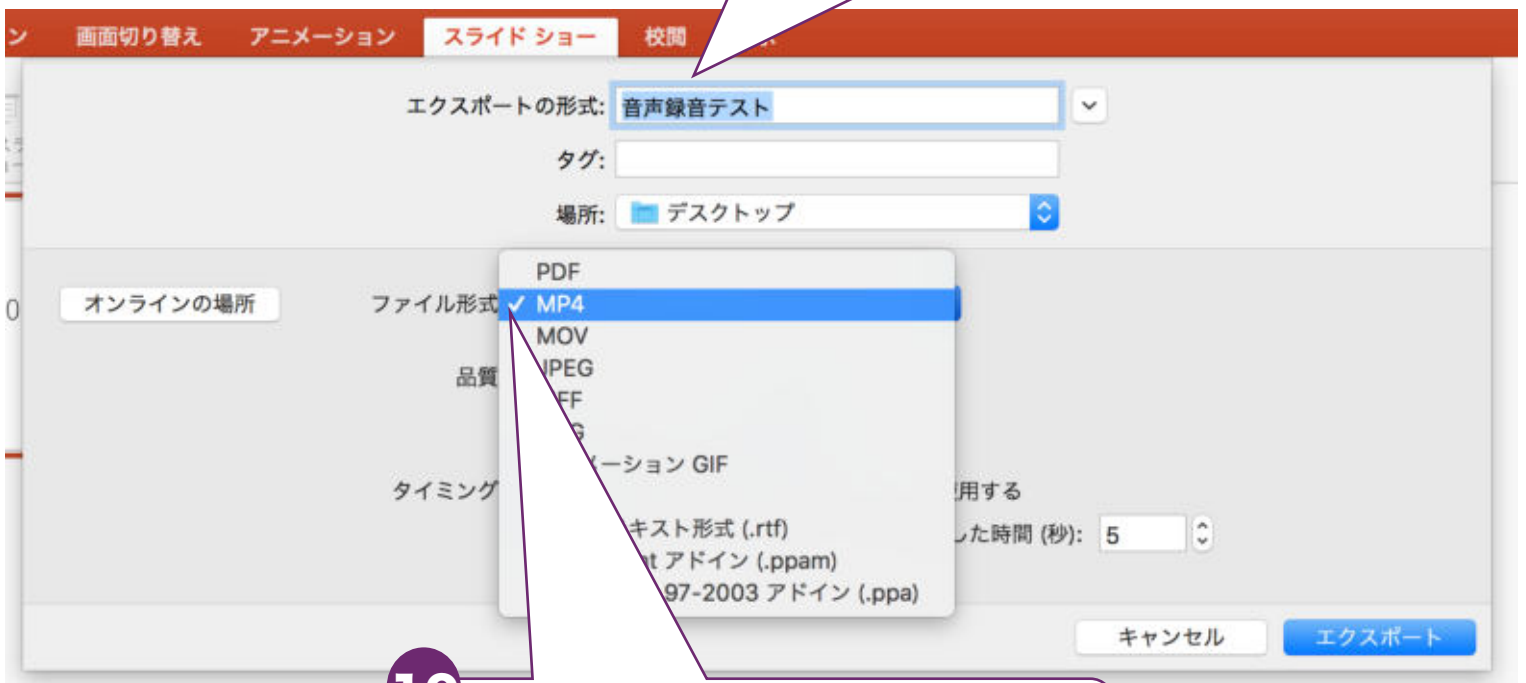 ン 画面切り替え アニメーション スライド ショー 校閲
エクスポートの形式: 音声録音テスト
タグ:
場所: デスクトップ
PDF
オンラインの場所 ファイル形式 ✓ MP4
MOV
JPEG
品質
FF
G
メーション GIF
タイミング 使用する
キスト形式 (.rtf)
した時間 (秒): 5
at アドイン (.ppam)
97-2003 アドイン (.ppa)
キャンセル エクスポート